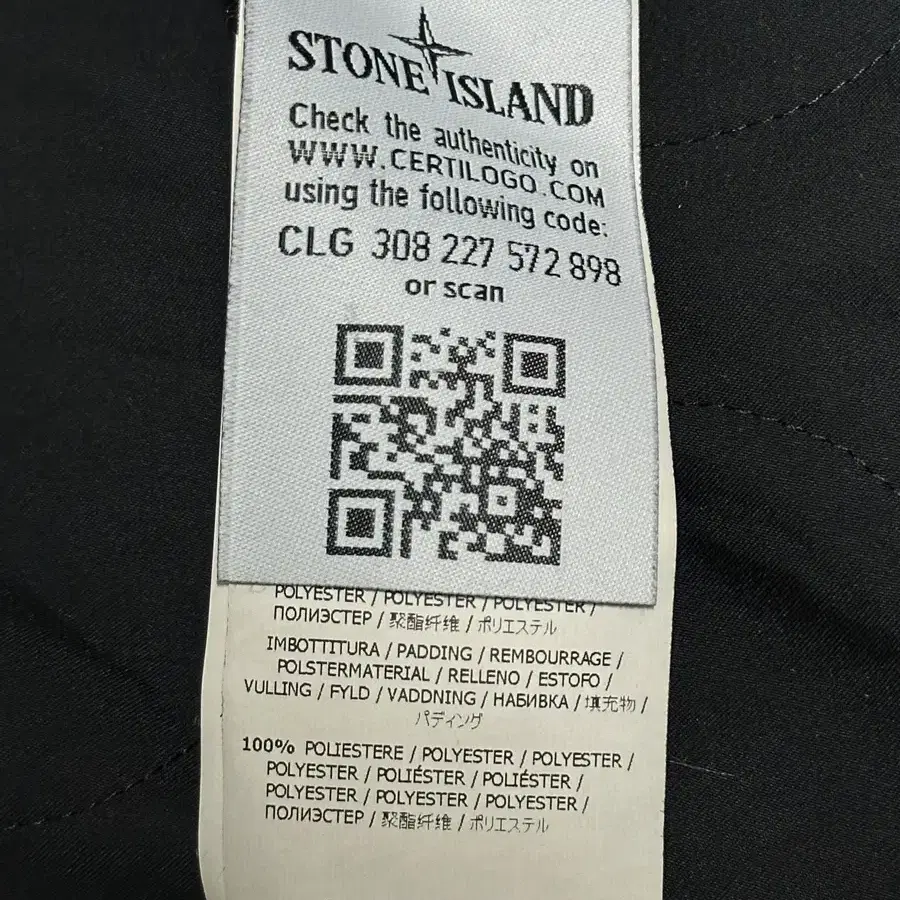 STONE ISLAND
Check the authenticity on
WWW.CERTILOGO.COM
using the following code:
CLG 308 227 572 898
or scan
POLYESTER / POLYESTER / POLYESTER /
ПОЛИЭСТЕР / 聚酯纤维 / ポリエステル
IMBOTTITURA / PADDING / REMBOURRAGE /
POLSTERMATERIAL / RELLENO / ESTOFO /
VULLING / FYLD / VADDNING / НАБИВКА / 填充物 /
パディング
100% POLIESTERE / POLYESTER / POLYESTER /
POLYESTER / POLIÉSTER / POLIÉSTER /
POLYESTER / POLYESTER / POLYESTER /
ПОЛИЭСТЕР / 聚酯纤维 / ポリエステル